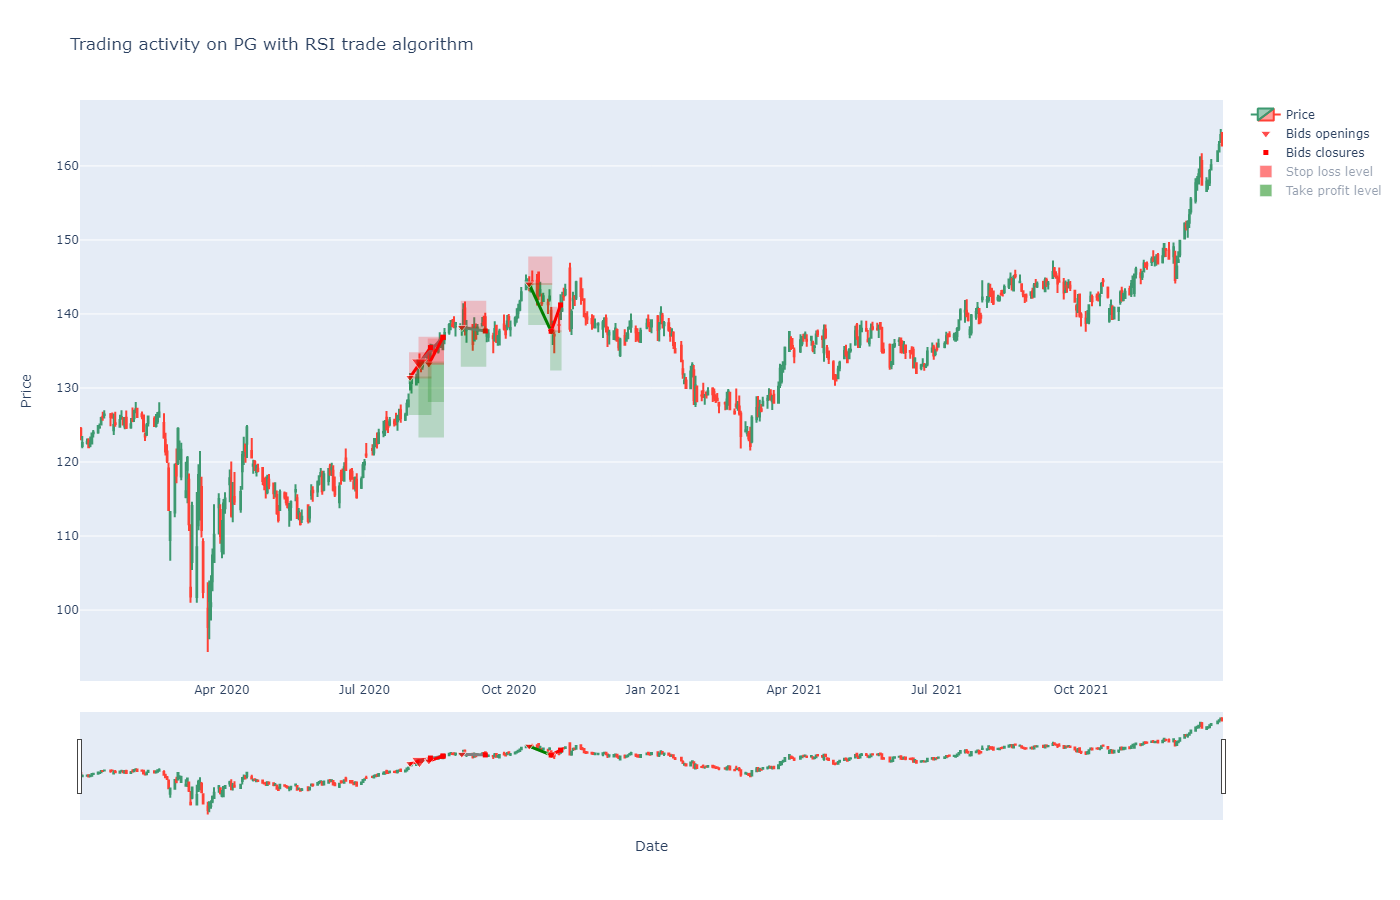 Trading activity on PG with RSI trade algorithm
Price
Bids openings
Bids closures
Stop loss level
Take profit level
160
150
140
130
120
110
100
Price
Apr 2020
Jul 2020
Oct 2020
Jan 2021
Apr 2021
Jul 2021
Oct 2021
Date